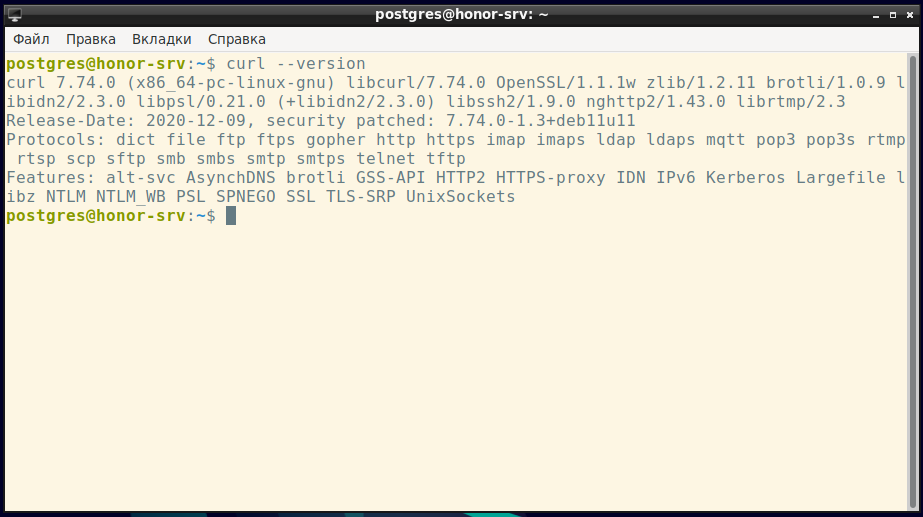 postgres@honor-srv: ~
Файл Правка Вкладки Справка
postgres@honor-srv:~$ curl --version
curl 7.74.0 (x86_64-pc-linux-gnu) libcurl/7.74.0 OpenSSL/1.1.1w zlib/1.2.11 brotli/1.0.9 l
ibidn2/2.3.0 libpsl/0.21.0 (+libidn2/2.3.0) libssh2/1.9.0 nghttp2/1.43.0 librtmp/2.3
Release-Date: 2020-12-09, security patched: 7.74.0-1.3+deb11u11
Protocols: dict file ftp ftps gopher http https imap imaps ldap ldaps mqtt pop3 pop3s rtmp
 rtsp scp sftp smb smbs smtp smtps telnet tftp
Features: alt-svc AsynchDNS brotli GSS-API HTTP2 HTTPS-proxy IDN IPv6 Kerberos Largefile l
ibz NTLM NTLM_WB PSL SPNEGO SSL TLS-SRP UnixSockets
postgres@honor-srv:~$